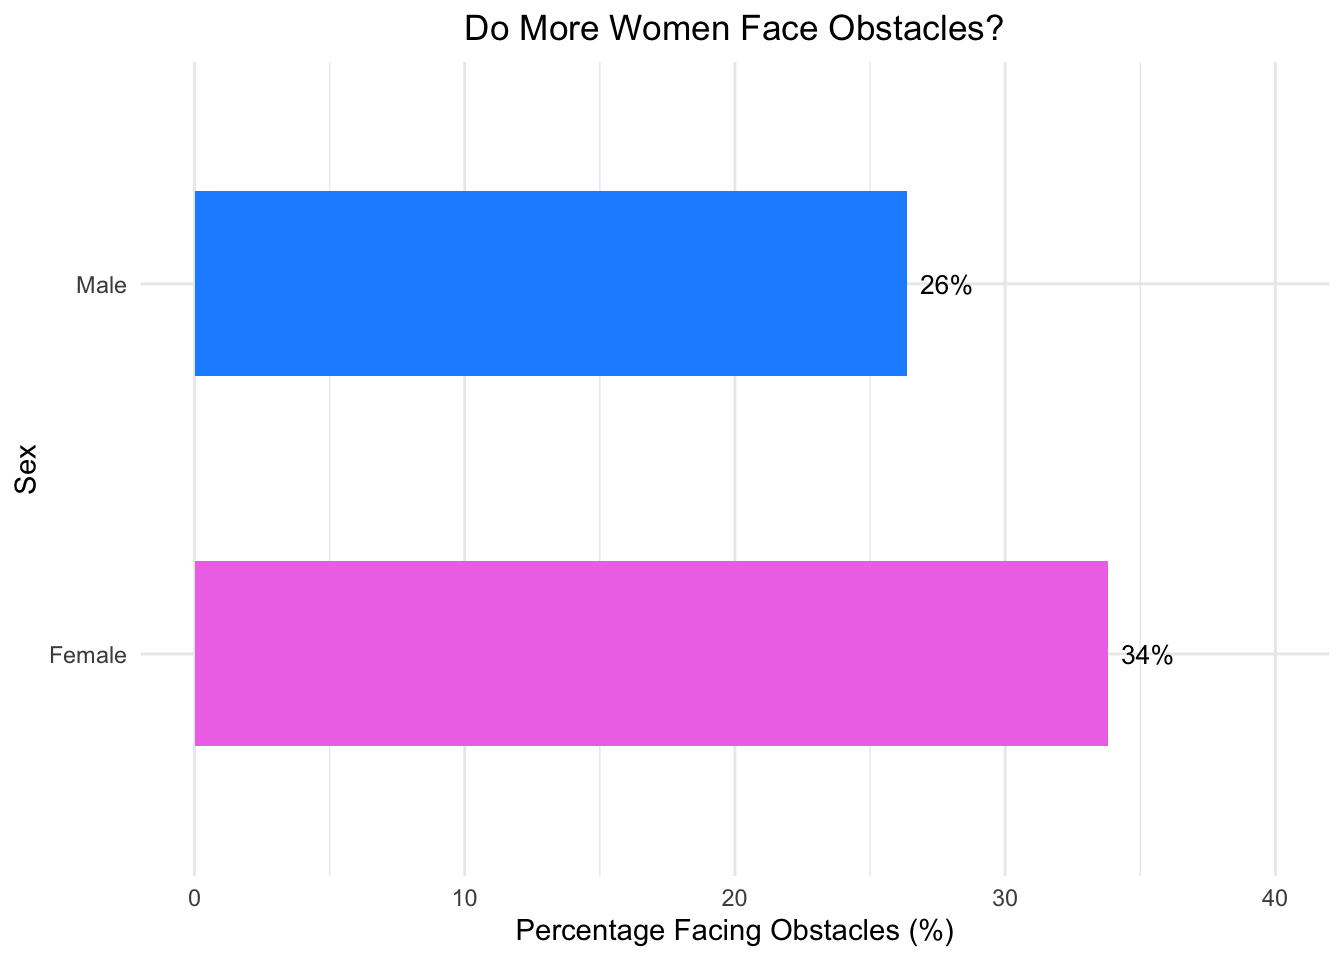 Do More Women Face Obstacles?
Male
26%
Sex
Female
34%
0 10 20 30 40
Percentage Facing Obstacles (%)